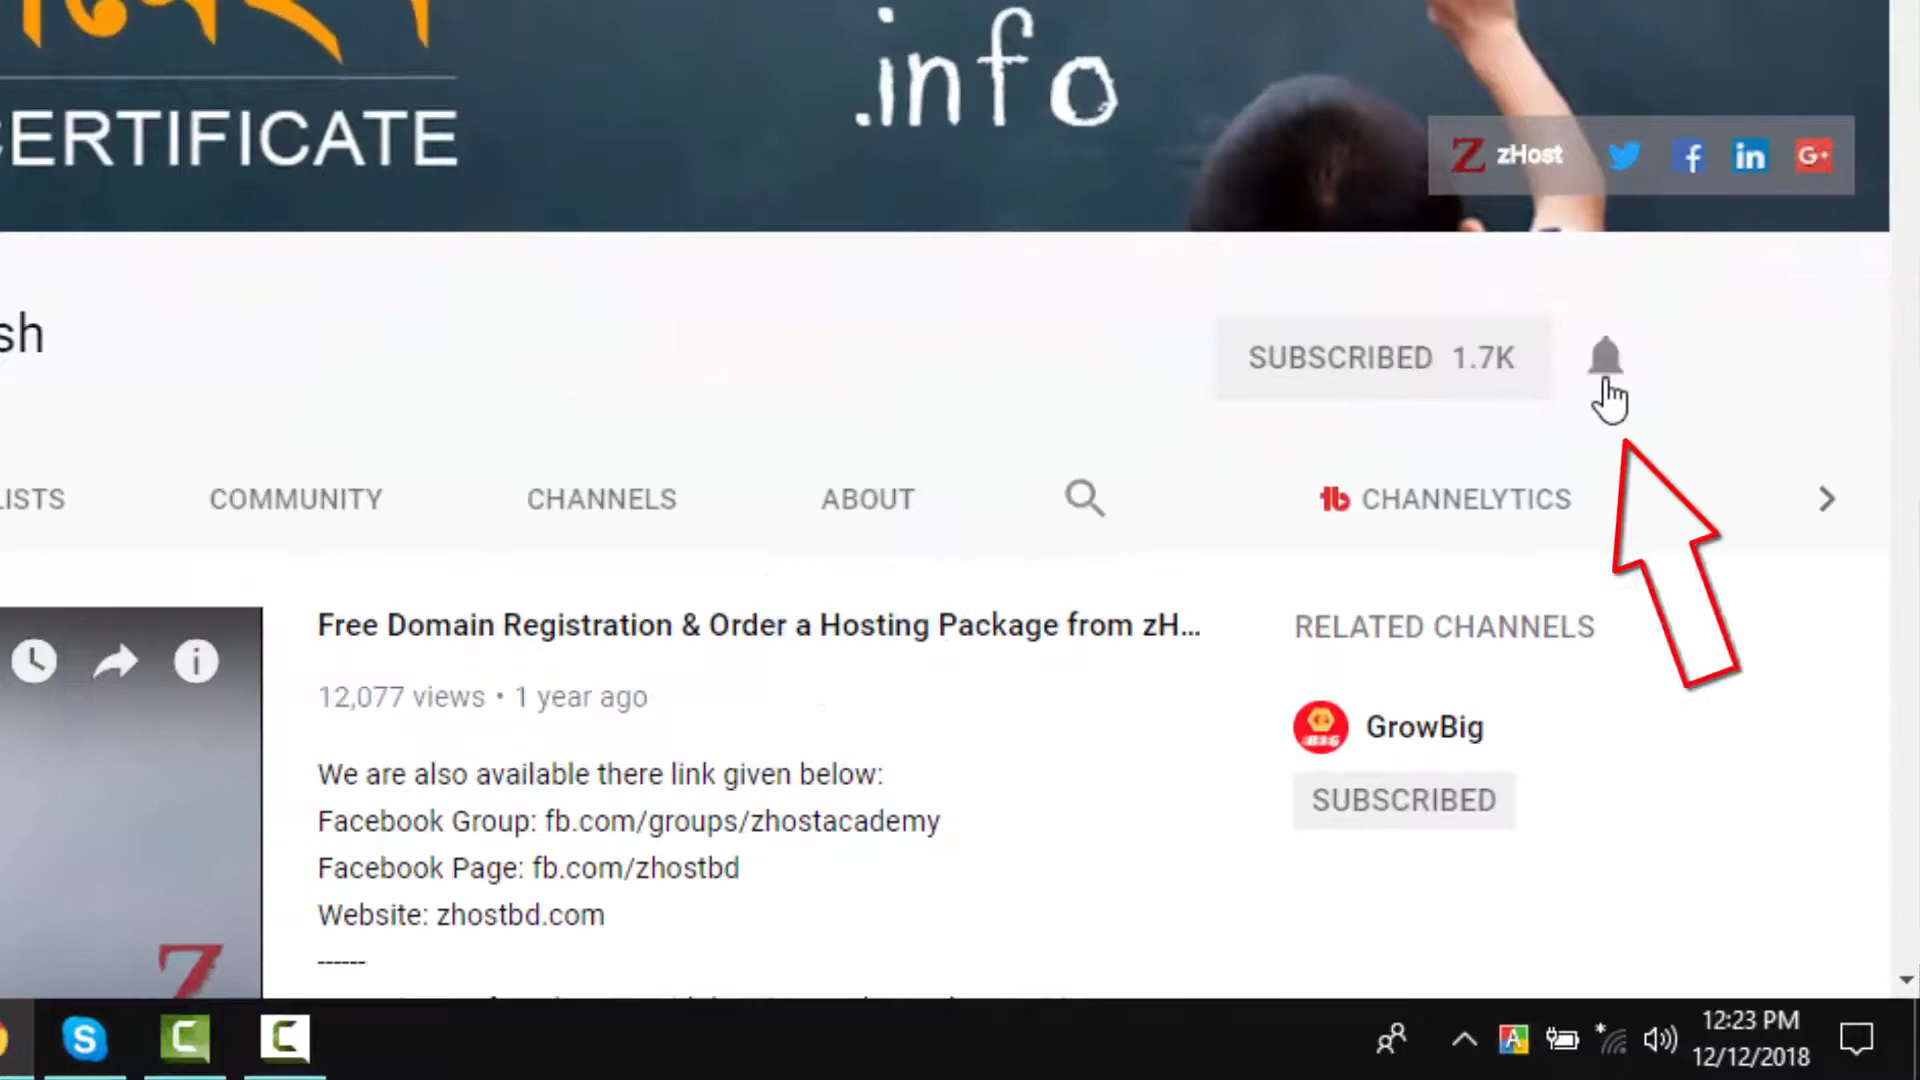 .info
CERTIFICATE
Z zHost
sh
SUBSCRIBED 1.7K
LISTS COMMUNITY CHANNELS ABOUT CHANNELYTICS
Free Domain Registration & Order a Hosting Package from zH...
12,077 views • 1 year ago
We are also available there link given below:
Facebook Group: fb.com/groups/zhostacademy
Facebook Page: fb.com/zhostbd
Website: zhostbd.com
------
RELATED CHANNELS
GrowBig
SUBSCRIBED
Z
12:23 PM
12/12/2018